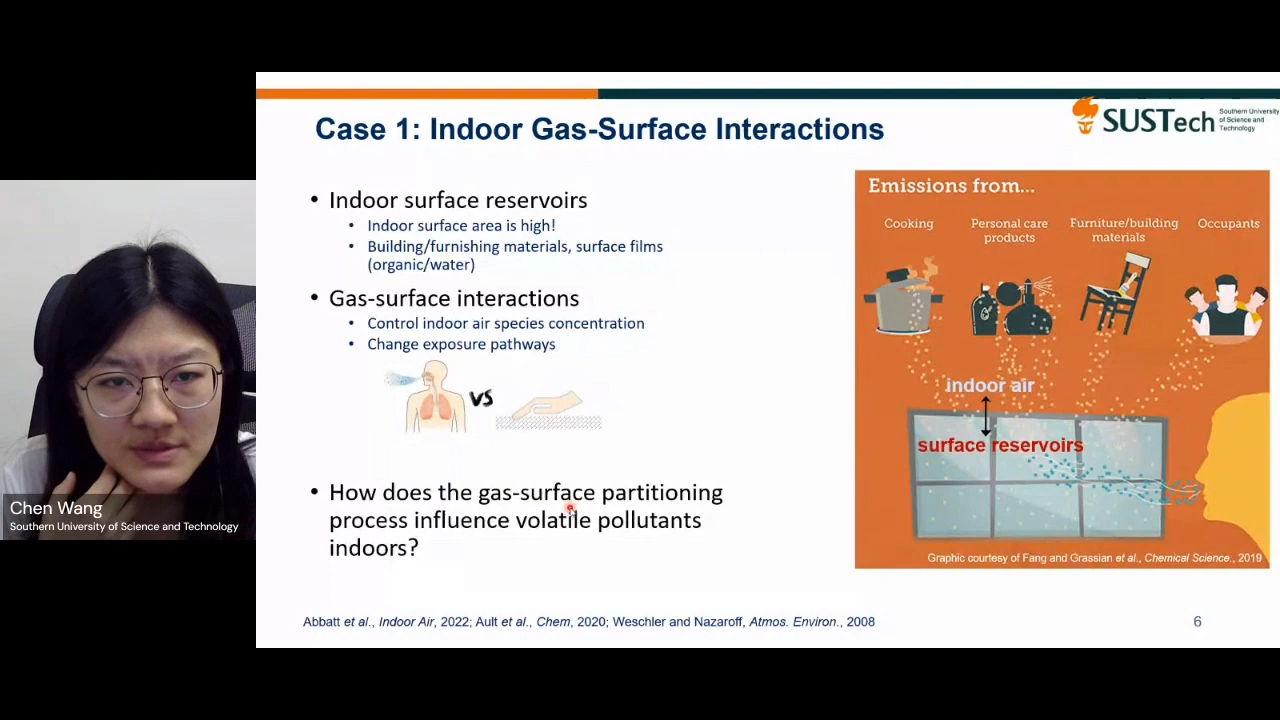 Case 1: Indoor Gas-Surface Interactions
SUSTech
Southern University
of Science and
Technology
• Indoor surface reservoirs
• Indoor surface area is high!
• Building/furnishing materials, surface films
(organic/water)
• Gas-surface interactions
• Control indoor air species concentration
• Change exposure pathways
VS
• How does the gas-surface partitioning
process influence volatile pollutants
indoors?
Emissions from...
Cooking
Personal care
products
Furniture/building
materials
Occupants
indoor air
surface reservoirs
Graphic courtesy of Fang and Grassian et al., Chemical Science., 2019
Abbatt et al., Indoor Air, 2022; Ault et al., Chem, 2020; Weschler and Nazaroff, Atmos. Environ., 2008
6
Chen Wang
Southern University of Science and Technology